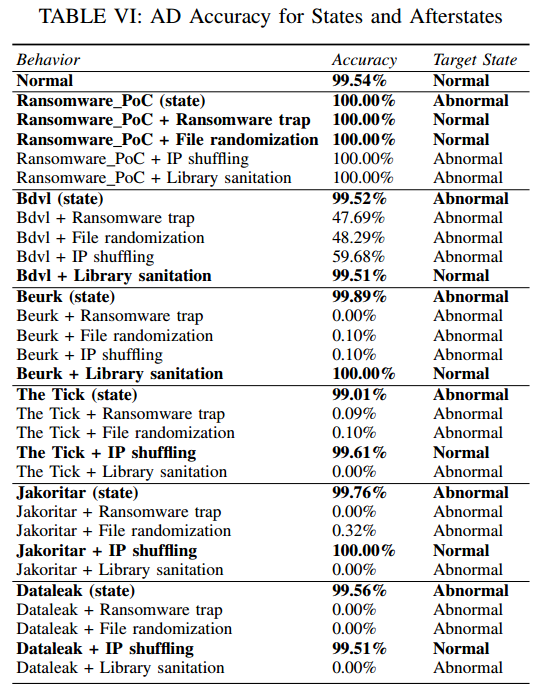 TABLE VI: AD Accuracy for States and Afterstates
Behavior Accuracy Target State
Normal 99.54% Normal
Ransomware_PoC (state) 100.00% Abnormal
Ransomware_PoC + Ransomware trap 100.00% Normal
Ransomware_PoC + File randomization 100.00% Normal
Ransomware_PoC + IP shuffling 100.00% Abnormal
Ransomware_PoC + Library sanitation 100.00% Abnormal
Bdvl (state) 99.52% Abnormal
Bdvl + Ransomware trap 47.69% Abnormal
Bdvl + File randomization 48.29% Abnormal
Bdvl + IP shuffling 59.68% Abnormal
Bdvl + Library sanitation 99.51% Normal
Beurk (state) 99.89% Abnormal
Beurk + Ransomware trap 0.00% Abnormal
Beurk + File randomization 0.10% Abnormal
Beurk + IP shuffling 0.10% Abnormal
Beurk + Library sanitation 100.00% Normal
The Tick (state) 99.01% Abnormal
The Tick + Ransomware trap 0.09% Abnormal
The Tick + File randomization 0.10% Abnormal
The Tick + IP shuffling 99.61% Normal
The Tick + Library sanitation 0.00% Abnormal
Jakoritar (state) 99.76% Abnormal
Jakoritar + Ransomware trap 0.00% Abnormal
Jakoritar + File randomization 0.32% Abnormal
Jakoritar + IP shuffling 100.00% Normal
Jakoritar + Library sanitation 0.00% Abnormal
Dataleak (state) 99.56% Abnormal
Dataleak + Ransomware trap 0.00% Abnormal
Dataleak + File randomization 0.00% Abnormal
Dataleak + IP shuffling 99.51% Normal
Dataleak + Library sanitation 0.00% Abnormal